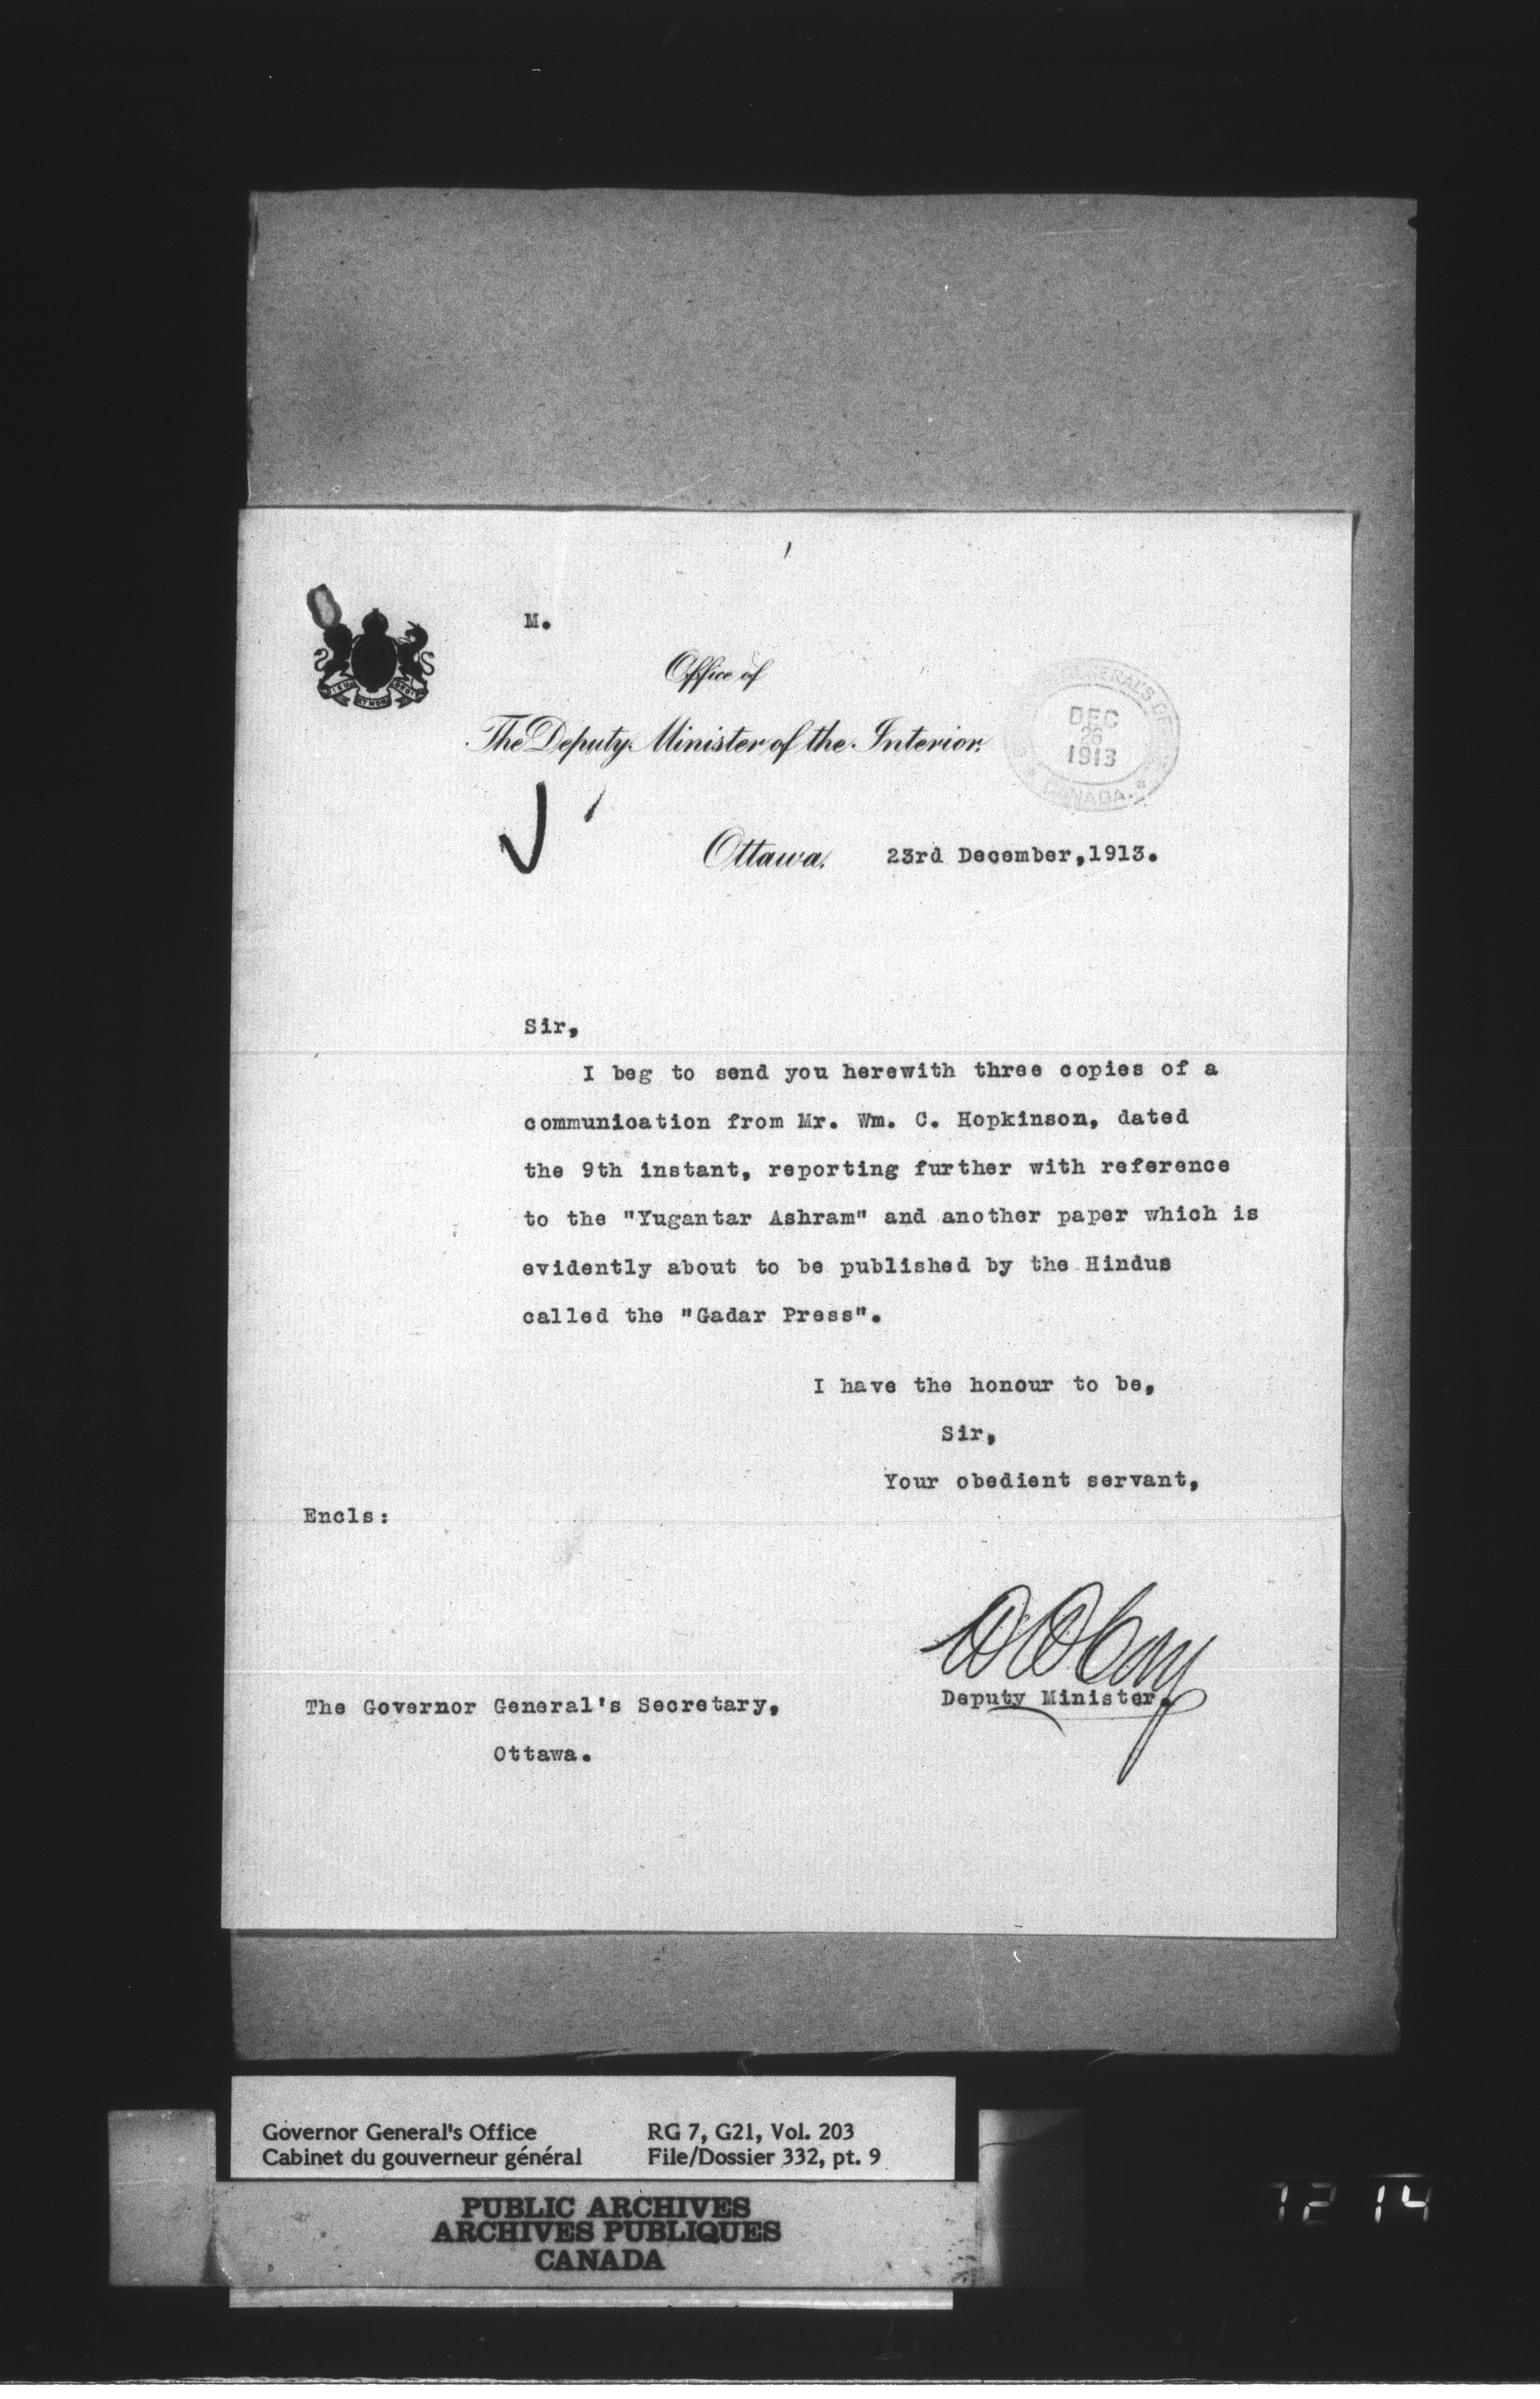 M.
Office of
The Deputy Minister of the Interior.
DEC
26
1913
CANADA
Ottawa, 23rd December,1913.
Sir,
I beg to send you herewith three copies of a
communication from Mr. Wm. C. Hopkinson, dated
the 9th instant, reporting further with reference
to the "Yugantar Ashram" and another paper which is
evidently about to be published by the Hindus
called the "Gadar Press".
I have the honour to be,
Sir,
Your obedient servant,
Encls:
Deputy Minister.
The Governor General's Secretary,
Ottawa.
Governor General's Office
Cabinet du gouverneur général
RG 7, G21, Vol. 203
File/Dossier 332, pt. 9
PUBLIC ARCHIVES
ARCHIVES PUBLIQUES
CANADA
12 14